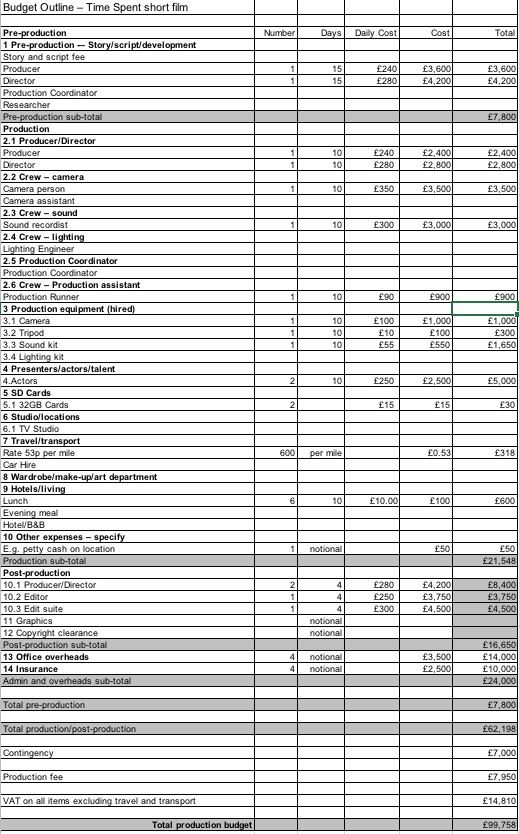 Budget Outline – Time Spent short film
Pre-production Number Days Daily Cost Cost Total
1 Pre-production –- Story/script/development
Story and script fee
Producer 1 15 £240 £3,600 £3,600
Director 1 15 £280 £4,200 £4,200
Production Coordinator
Researcher
Pre-production sub-total £7,800
Production
2.1 Producer/Director
Producer 1 10 £240 £2,400 £2,400
Director 1 10 £280 £2,800 £2,800
2.2 Crew – camera
Camera person 1 10 £350 £3,500 £3,500
Camera assistant
2.3 Crew – sound
Sound recordist 1 10 £300 £3,000 £3,000
2.4 Crew – lighting
Lighting Engineer
2.5 Production Coordinator
Production Coordinator
2.6 Crew – Production assistant
Production Runner 1 10 £90 £900 £900
3 Production equipment (hired)
3.1 Camera 1 10 £100 £1,000 £1,000
3.2 Tripod 1 10 £10 £100 £300
3.3 Sound kit 1 10 £55 £550 £1,650
3.4 Lighting kit
4 Presenters/actors/talent
4.Actors 2 10 £250 £2,500 £5,000
5 SD Cards
5.1 32GB Cards 2 £15 £15 £30
6 Studio/locations
6.1 TV Studio
7 Travel/transport
Rate 53p per mile 600 per mile £0.53 £318
Car Hire
8 Wardrobe/make-up/art department
9 Hotels/living
Lunch 6 10 £10.00 £100 £600
Evening meal
Hotel/B&B
10 Other expenses – specify
E.g. petty cash on location 1 notional £50 £50
Production sub-total £21,548
Post-production
10.1 Producer/Director 2 4 £280 £4,200 £8,400
10.2 Editor 1 4 £250 £3,750 £3,750
10.3 Edit suite 1 4 £300 £4,500 £4,500
11 Graphics notional
12 Copyright clearance notional
Post-production sub-total £16,650
13 Office overheads 4 notional £3,500 £14,000
14 Insurance 4 notional £2,500 £10,000
Admin and overheads sub-total £24,000
Total pre-production £7,800
Total production/post-production £62,198
Contingency £7,000
Production fee £7,950
VAT on all items excluding travel and transport £14,810
Total production budget £99,758